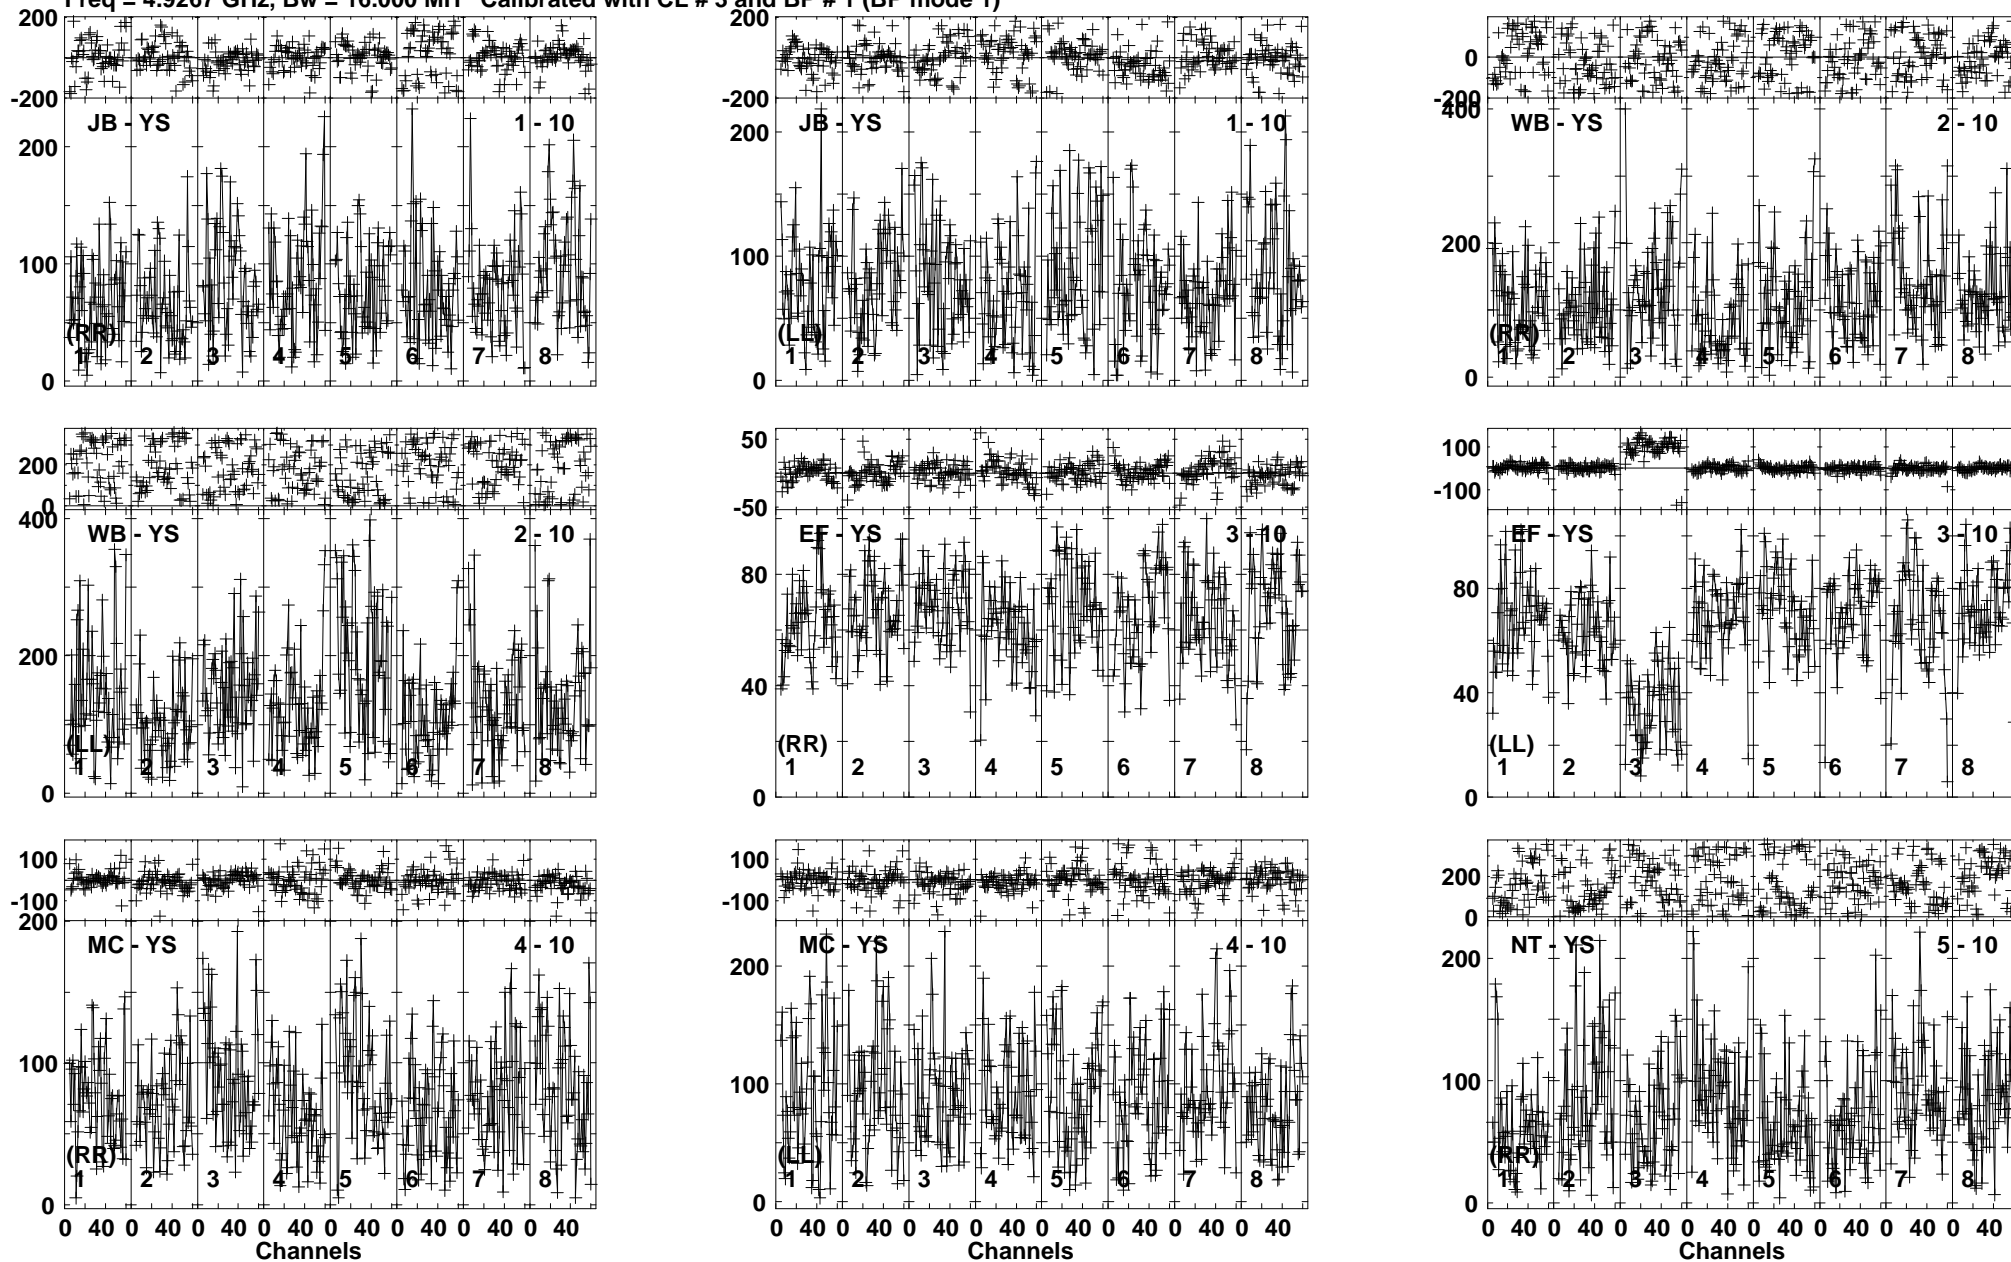 Freq = 4.9267 GHz, Bw = 16.000 MH Calibrated with CL # 3 and BP # 1 (BP mode 1)
200 200
0
-200 -200 -200
JB - YS 1 - 10 JB - YS 1 - 10 WB - YS 2 - 10
400
200 200 200
100 100
(RR) (LL) (RR)
1 2 3 4 5 6 7 8 1 2 3 4 5 6 7 8 1 2 3 4 5 6 7 8
0 0 0
200 50 100
0 -50 -100
WB - YS 2 - 10 EF - YS 3 - 10 EF - YS 3 - 10
400
300 80 80
200
100 40 40
(LL) (RR) (LL)
1 2 3 4 5 6 7 8 1 2 3 4 5 6 7 8 1 2 3 4 5 6 7 8
0 0 0
100 100 200
-100 -100 0
200
MC - YS 4 - 10 MC - YS 4 - 10 NT - YS 5 - 10
200 200
100 100 100
(RR) (LL) (RR)
1 2 3 4 5 6 7 8 1 2 3 4 5 6 7 8 1 2 3 4 5 6 7 8
0 0 0
0 40 0 40 0 40 0 40 0 40 0 40 0 40 0 40 0 40 0 40 0 40 0 40 0 40 0 40 0 40 0 40 0 40 0 40 0 40 0 40 0 40 0 40 0 40 0 40
Channels Channels Channels